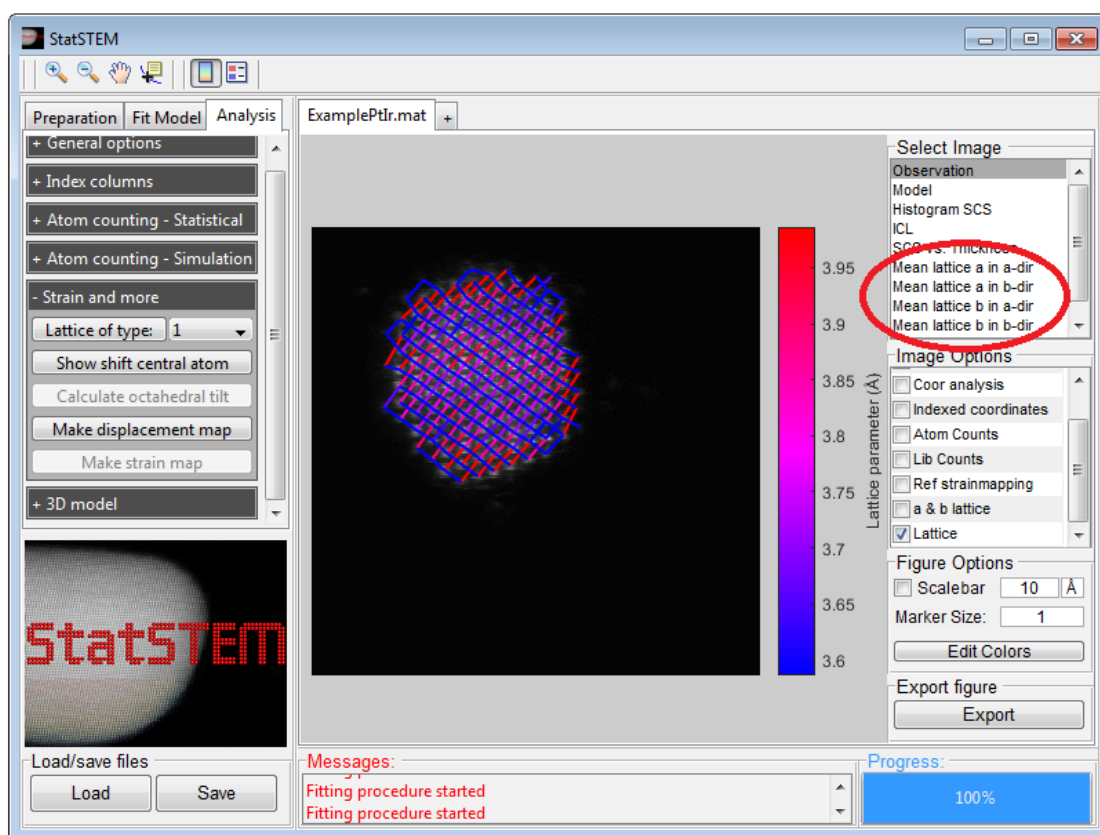 StatSTEM
Preparation Fit Model Analysis
+ General options
+ Index columns
+ Atom counting - Statistical
+ Atom counting - Simulation
- Strain and more
Lattice of type: 1
Show shift central atom
Calculate octahedral tilt
Make displacement map
Make strain map
+ 3D model
StatSTEM
Load/save files
Load Save
ExamplePtIr.mat +
3.95
3.9
3.85
3.8
3.75
3.7
3.65
3.6
Lattice parameter (Å)
Select Image
Observation
Model
Histogram SCS
ICL
SCS vs. Thickness
Mean lattice a in a-dir
Mean lattice a in b-dir
Mean lattice b in a-dir
Mean lattice b in b-dir
Image Options
Coor analysis
Indexed coordinates
Atom Counts
Lib Counts
Ref strainmapping
a & b lattice
Lattice
Figure Options
Scalebar 10 Å
Marker Size: 1
Edit Colors
Export figure
Export
Messages:
Fitting procedure started
Fitting procedure started
Progress:
100%